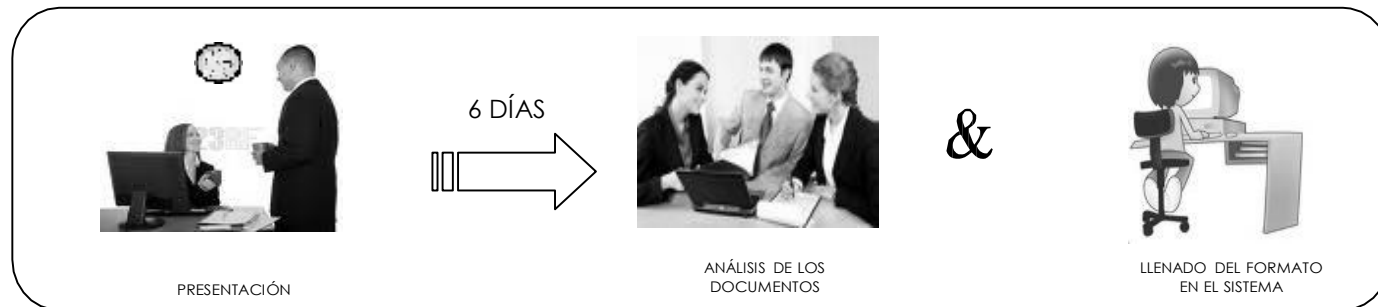 6 DÍAS
&
PRESENTACIÓN
ANÁLISIS DE LOS
DOCUMENTOS
LLENADO DEL FORMATO
EN EL SISTEMA